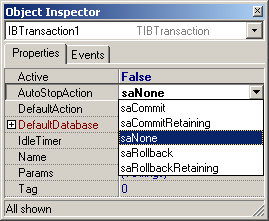 Object Inspector
IBTransaction1 TIBTransaction
Properties Events
Active False
AutoStopAction saNone
DefaultAction saCommit
saCommitRetaining
DefaultDatabase saNone
IdleTimer saRollback
Name saRollbackRetaining
Params
Tag 0
All shown